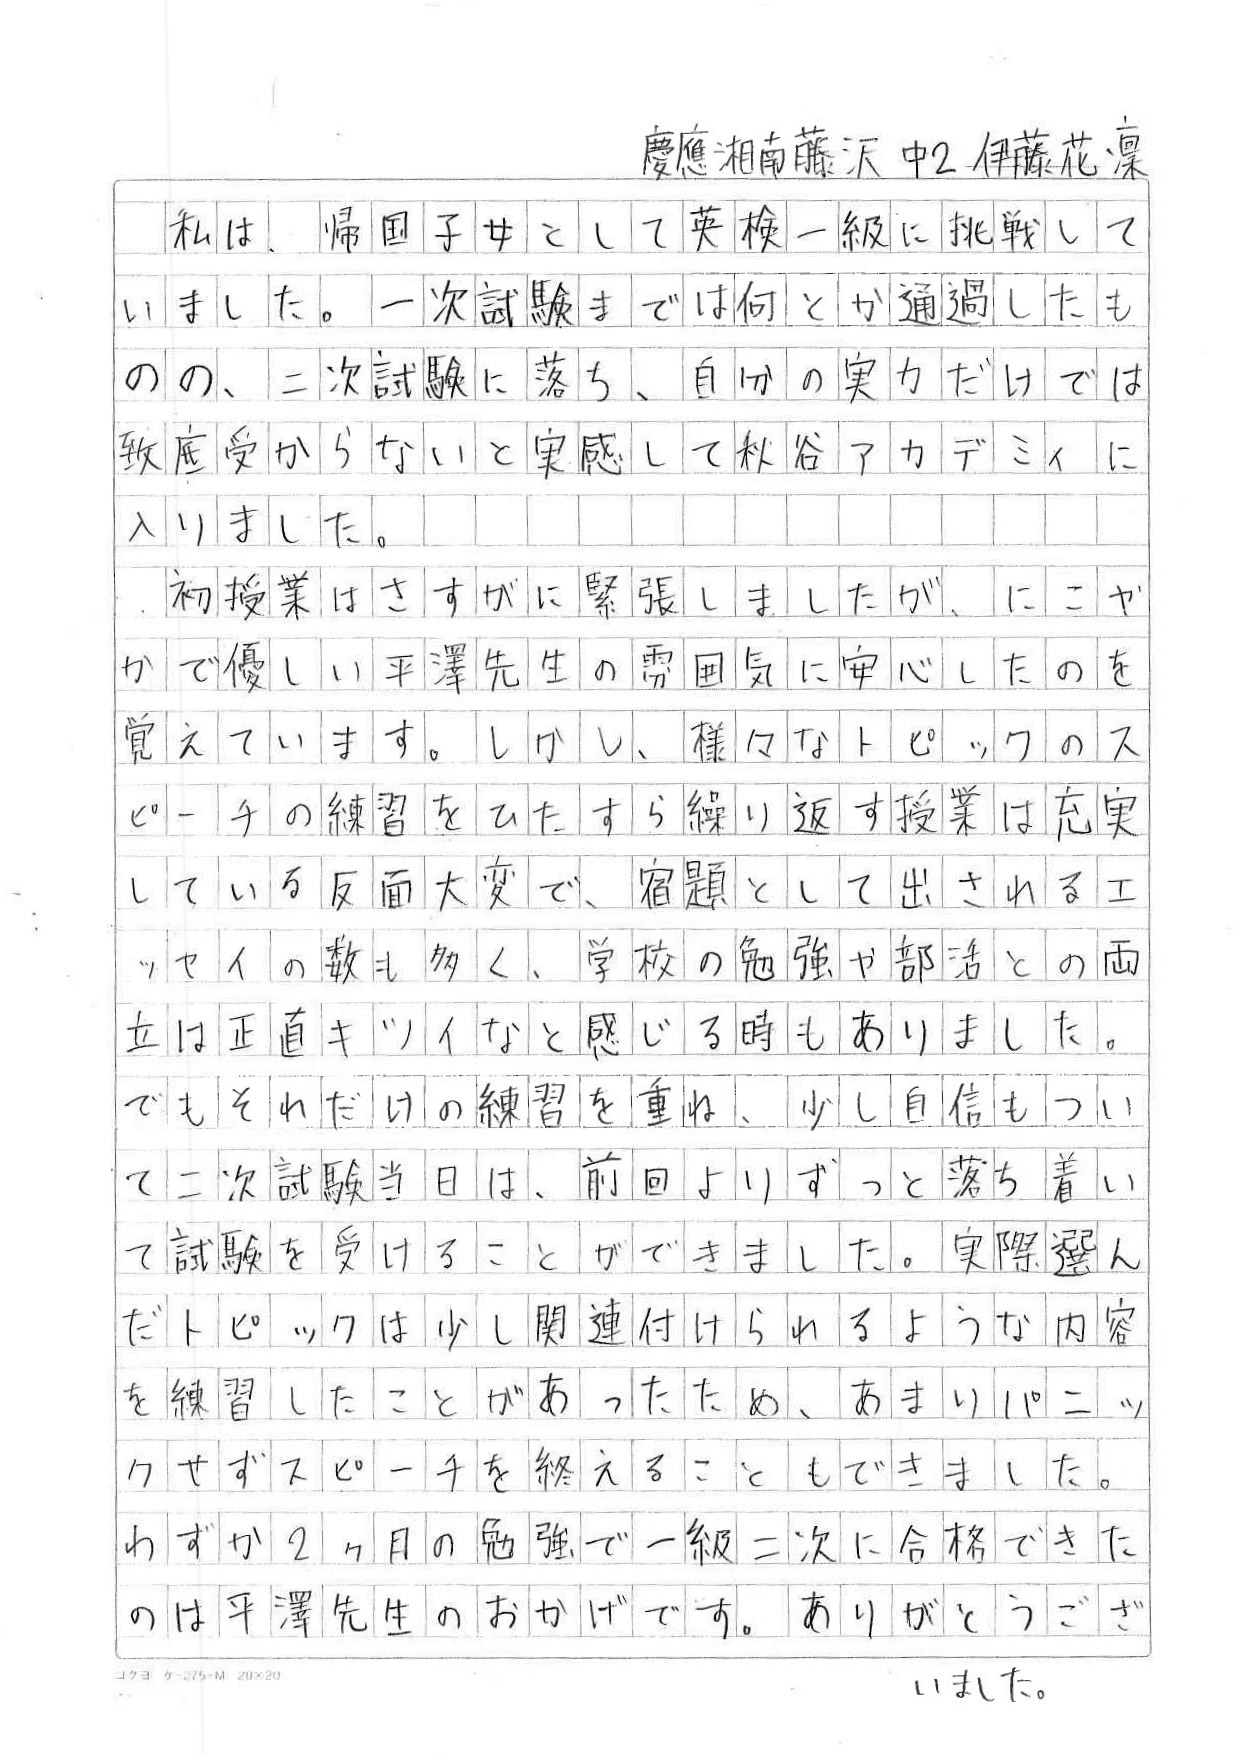 慶應湘南藤沢 中2 伊藤花凜
私は、帰国子女として英検一級に挑戦して
いました。一次試験までは何とか通過したも
のの、二次試験に落ち、自分の実力だけでは
致底受からないと実感して秋谷アカデミィに
入りました。
初授業はさすがに緊張しましたが、にこや
かで優しい平澤先生の雰囲気に安心したのを
覚えています。しかし、様々なトピックのス
ピーチの練習をひたすら繰り返す授業は充実
している反面大変で、宿題として出されるエ
ッセイの数も多く、学校の勉強や部活との両
立は正直キツイなと感じる時もありました。
でもそれだけの練習を重ね、少し自信もつい
て二次試験当日は、前回よりずっと落ち着い
て試験を受けることができました。実際選ん
だトピックは少し関連付けられるような内容
を練習したことがあったため、あまりパニッ
クせずスピーチを終えることもできました。
わずか2ヶ月の勉強で一級二次に合格できた
のは平澤先生のおかげです。ありがとうござ
いました。
コクヨ ケ-275-M 20×20